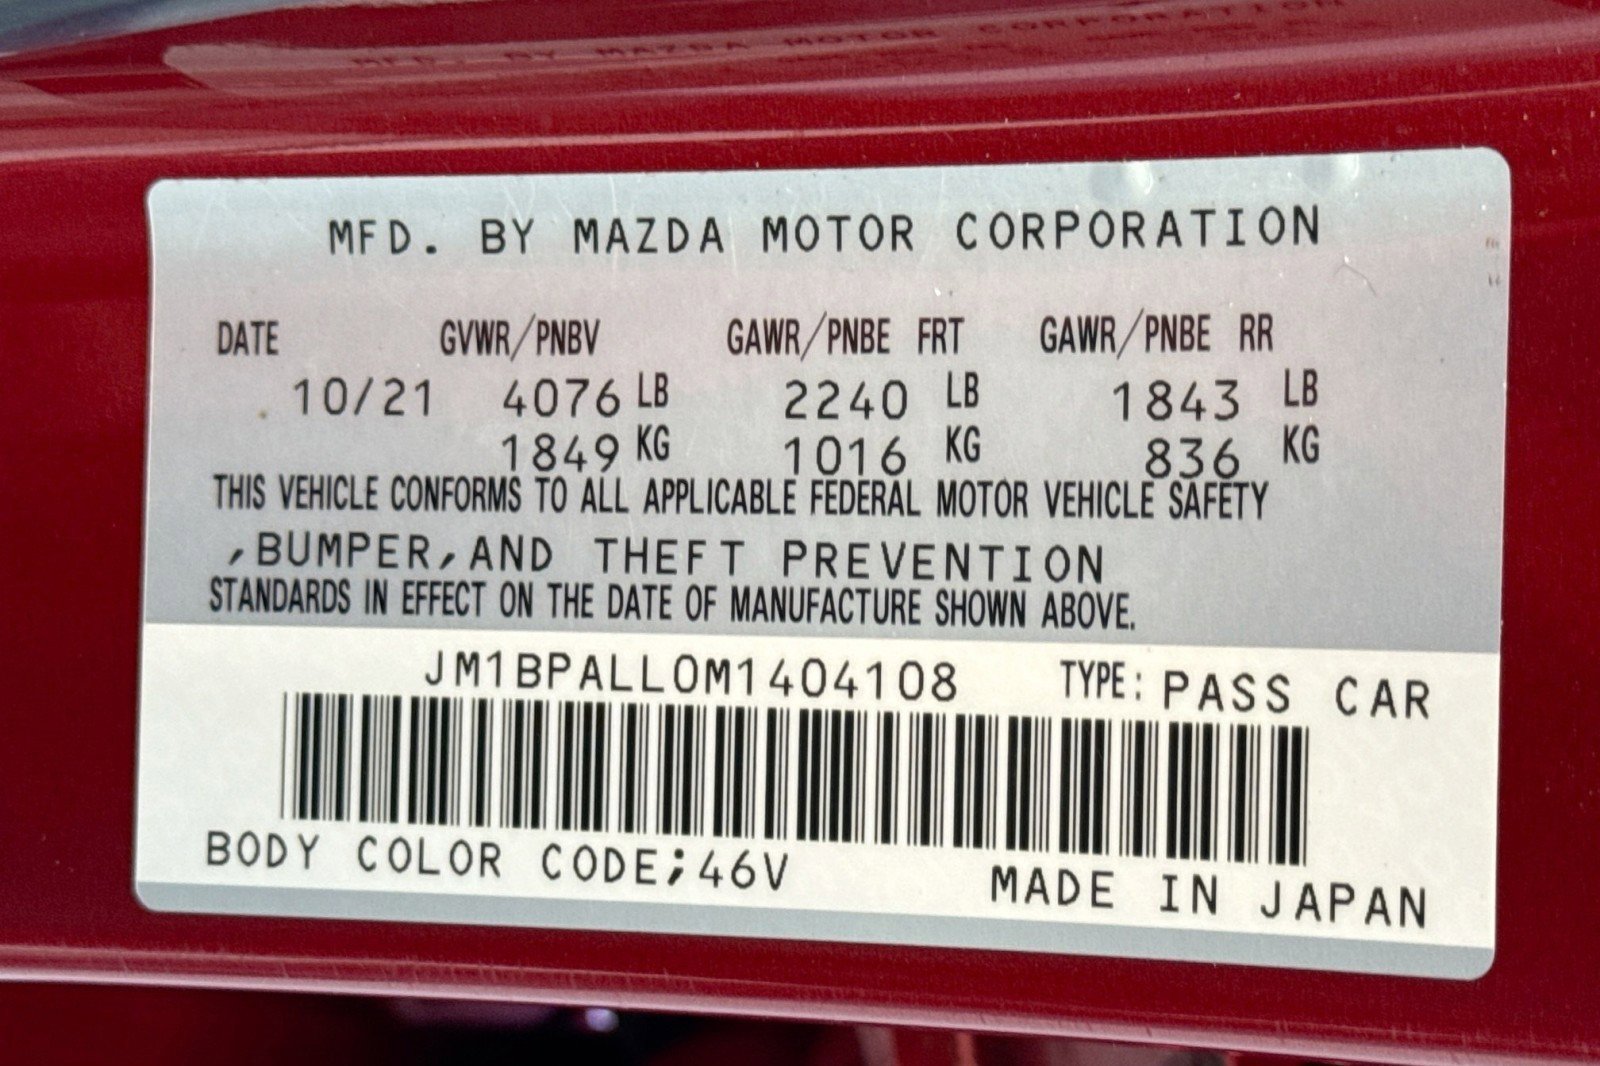 MFD. BY MAZDA MOTOR CORPORATION
DATE GVWR/PNBV GAWR/PNBE FRT GAWR/PNBE RR
10/21 4076 LB 2240 LB 1843 LB
1849 KG 1016 KG 836 KG
THIS VEHICLE CONFORMS TO ALL APPLICABLE FEDERAL MOTOR VEHICLE SAFETY
,BUMPER,AND THEFT PREVENTION
STANDARDS IN EFFECT ON THE DATE OF MANUFACTURE SHOWN ABOVE.
JM1BPALL0M1404108 TYPE: PASS CAR
BODY COLOR CODE;46V MADE IN JAPAN